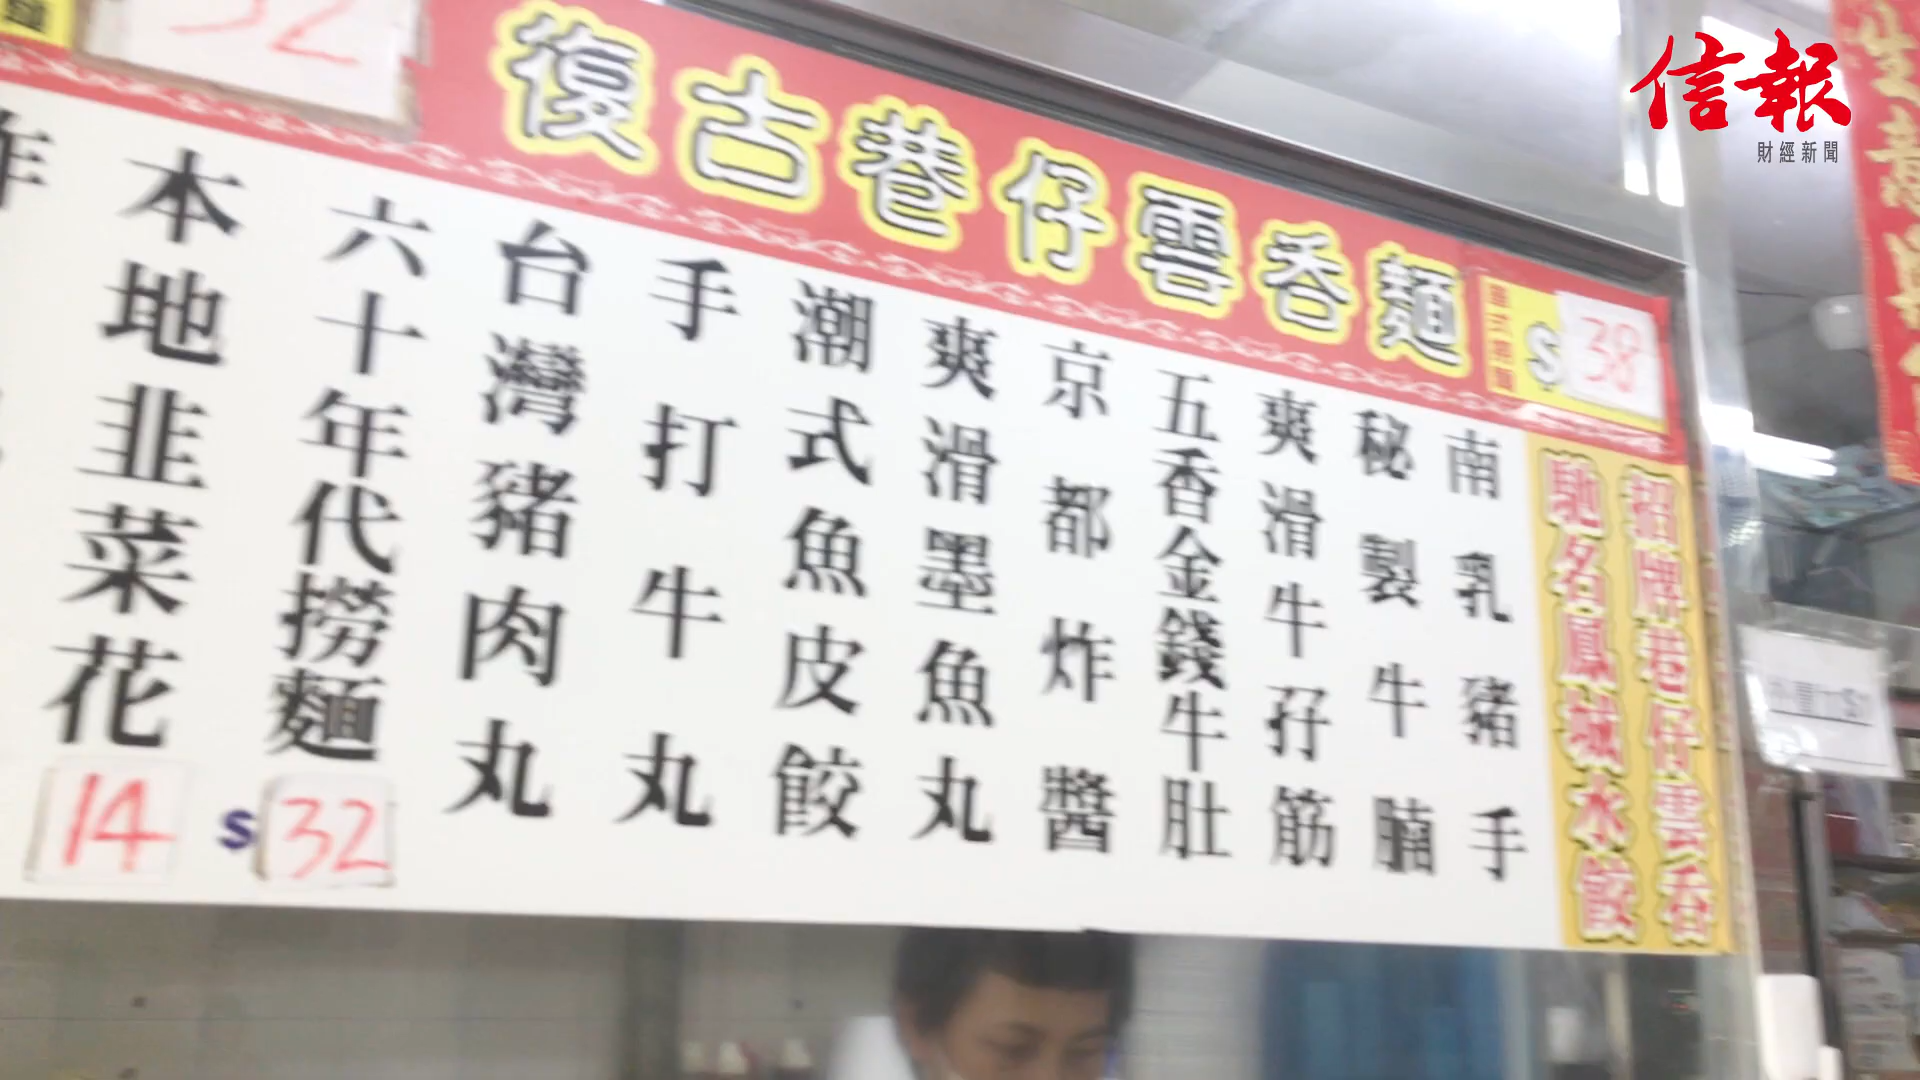 復古巷仔雲吞麵
$38
招牌巷仔雲吞
馳名鳳城水餃
南乳豬手
秘製牛腩
爽滑牛孖筋
五香金錢牛肚
京都炸醬
爽滑墨魚丸
潮式魚皮餃
手打牛丸
台灣豬肉丸
六十年代撈麵
$32
本地韭菜花
14
32
信報
財經新聞